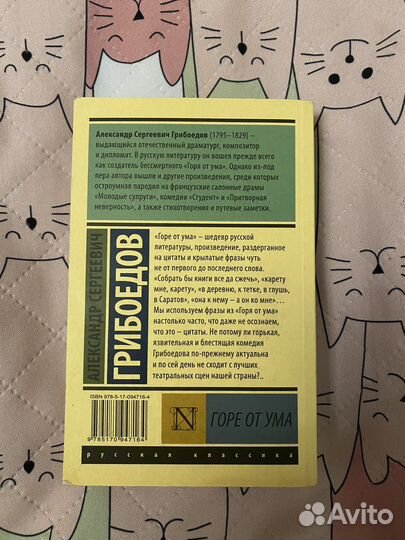 Александр Сергеевич Грибоедов (1795–1829) –
выдающийся отечественный драматург, композитор
и дипломат. В русскую литературу он вошел прежде всего
как создатель бессмертного «Горя от ума». Однако из-под
пера автора вышли и другие произведения, среди которых
остроумная пародия на французские салонные драмы
«Молодые супруги», комедии «Студент» и «Притворная
неверность», а также стихотворения и путевые заметки.
АЛЕКСАНДР СЕРГЕЕВИЧ
ГРИБОЕДОВ
«Горе от ума» – шедевр русской
литературы, произведение, раздерганное
на цитаты и крылатые фразы чуть
не от первого до последнего слова.
«Собрать бы книги все да сжечь», «карету
мне, карету», «в деревню, к тетке, в глушь,
в Саратов», «она к нему – а он ко мне»...
Мы используем фразы из «Горя от ума»
настолько часто, что даже не осознаем,
что это – цитаты. Не потому ли горькая,
язвительная и блестящая комедия
Грибоедова по-прежнему актуальна
и по сей день не сходит с лучших
театральных сцен нашей страны?..
ISBN 978-5-17-094716-4
9 785170 947164
N
ГОРЕ ОТ УМА
русская классика
Avito